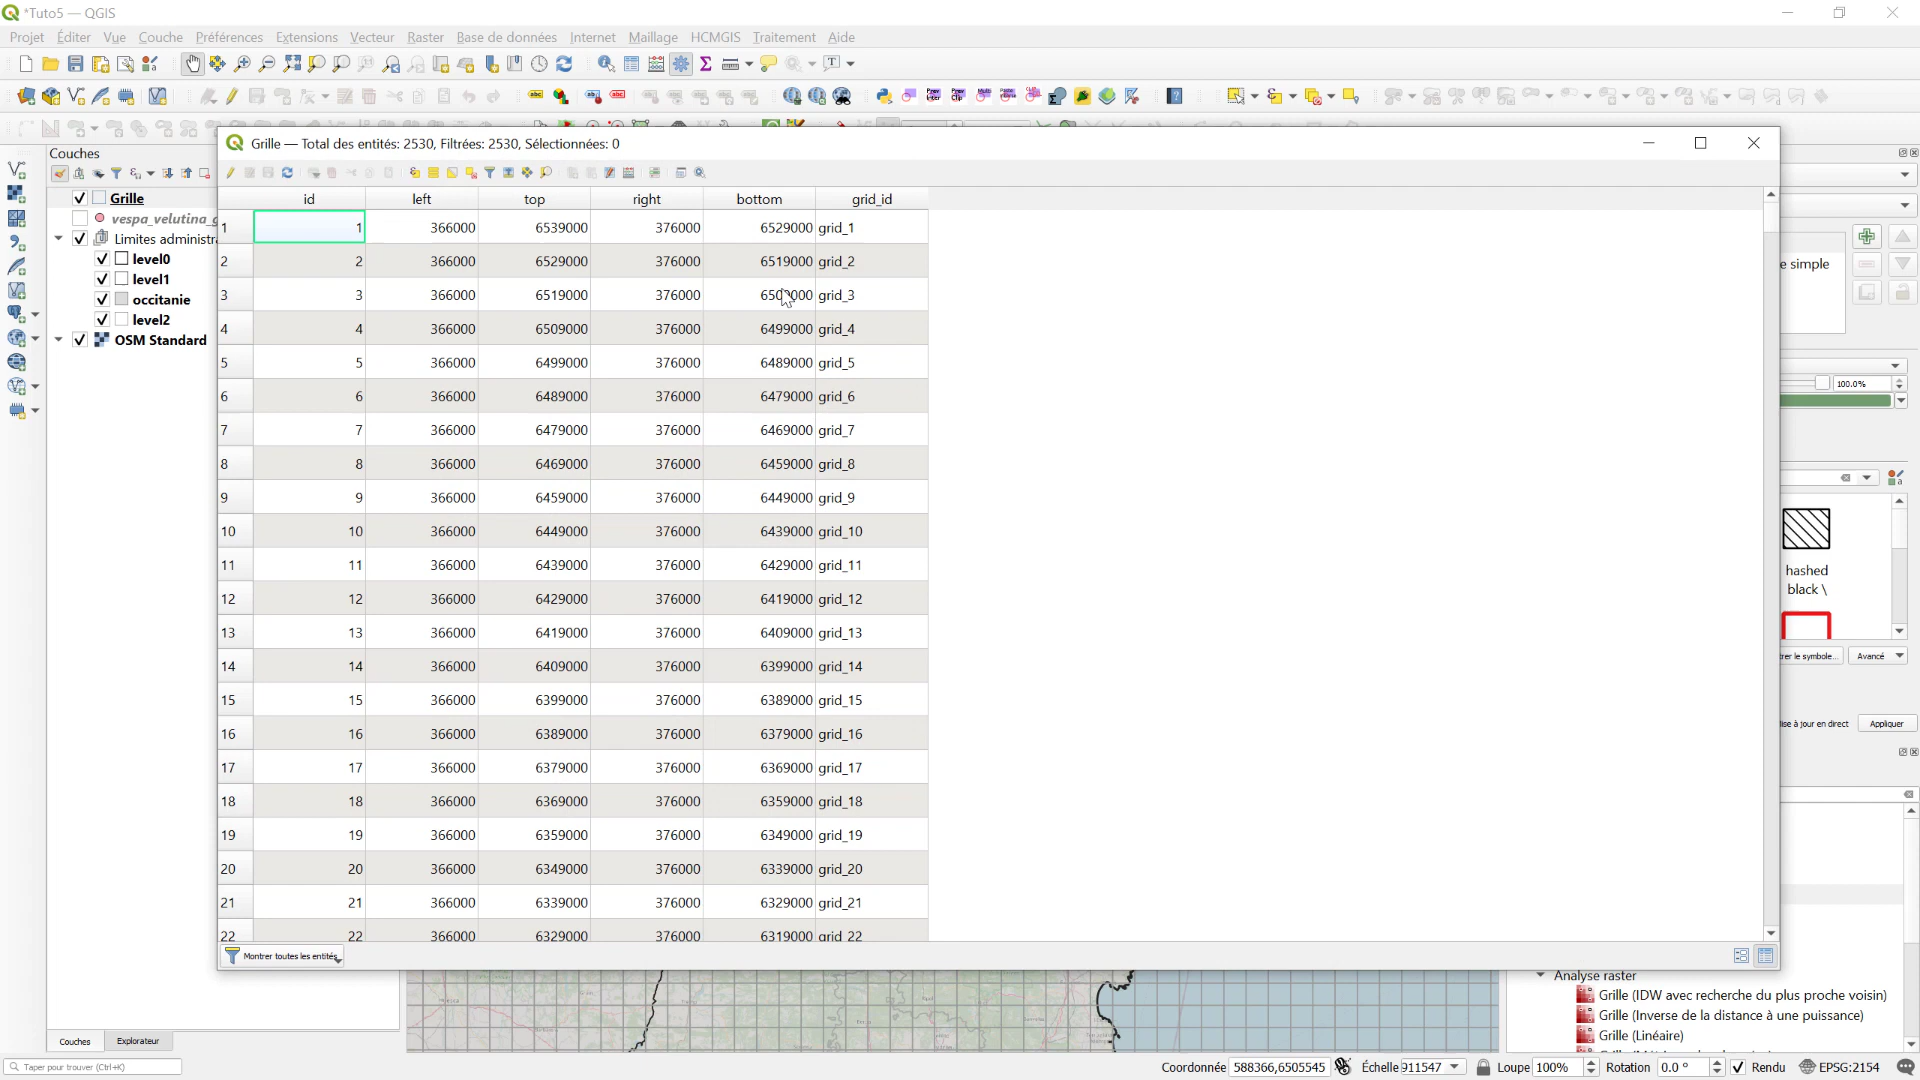 *Tuto5 — QGIS
Projet Éditer Vue Couche Préférences Extensions Vecteur Raster Base de données Internet Maillage HCMGIS Traitement Aide
Couches
Grille — Total des entités: 2530, Filtrées: 2530, Sélectionnées: 0
Grille
vespa_velutina_g
Limites administra
level0
level1
occitanie
level2
OSM Standard
id left top right bottom grid_id
1 1 366000 6539000 376000 6529000 grid_1
2 2 366000 6529000 376000 6519000 grid_2
3 3 366000 6519000 376000 6509000 grid_3
4 4 366000 6509000 376000 6499000 grid_4
5 5 366000 6499000 376000 6489000 grid_5
6 6 366000 6489000 376000 6479000 grid_6
7 7 366000 6479000 376000 6469000 grid_7
8 8 366000 6469000 376000 6459000 grid_8
9 9 366000 6459000 376000 6449000 grid_9
10 10 366000 6449000 376000 6439000 grid_10
11 11 366000 6439000 376000 6429000 grid_11
12 12 366000 6429000 376000 6419000 grid_12
13 13 366000 6419000 376000 6409000 grid_13
14 14 366000 6409000 376000 6399000 grid_14
15 15 366000 6399000 376000 6389000 grid_15
16 16 366000 6389000 376000 6379000 grid_16
17 17 366000 6379000 376000 6369000 grid_17
18 18 366000 6369000 376000 6359000 grid_18
19 19 366000 6359000 376000 6349000 grid_19
20 20 366000 6349000 376000 6339000 grid_20
21 21 366000 6339000 376000 6329000 grid_21
22 22 366000 6329000 376000 6319000 grid_22
Montrer toutes les entités
e simple
100.0%
hashed
black \
trer le symbole... Avancé
ise à jour en direct Appliquer
Analyse raster
Grille (IDW avec recherche du plus proche voisin)
Grille (Inverse de la distance à une puissance)
Grille (Linéaire)
Couches Explorateur
Taper pour trouver (Ctrl+K) Coordonnée 588366,6505545 Échelle 911547 Loupe 100% Rotation 0.0 ° Rendu EPSG:2154